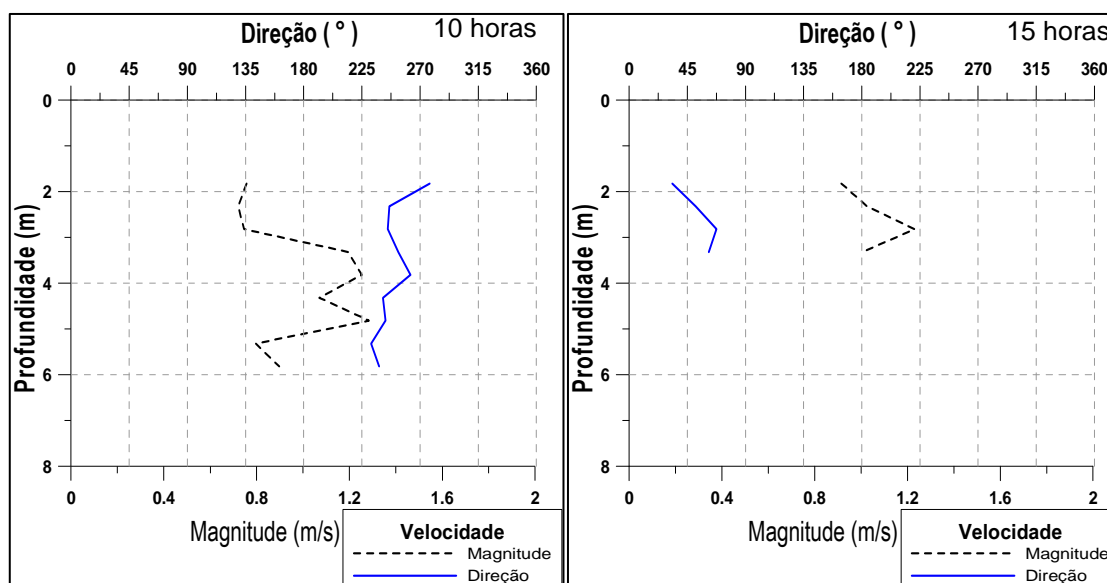 Direção ( ° ) 10 horas
0 45 90 135 180 225 270 315 360
0
2
4
6
8
Profundidade (m)
0 0.4 0.8 1.2 1.6 2
Magnitude (m/s)
Velocidade
Magnitude
Direção
Direção ( ° ) 15 horas
0 45 90 135 180 225 270 315 360
0
2
4
6
8
Profundidade (m)
0 0.4 0.8 1.2 1.6 2
Magnitude (m/s)
Velocidade
Magnitude
Direção